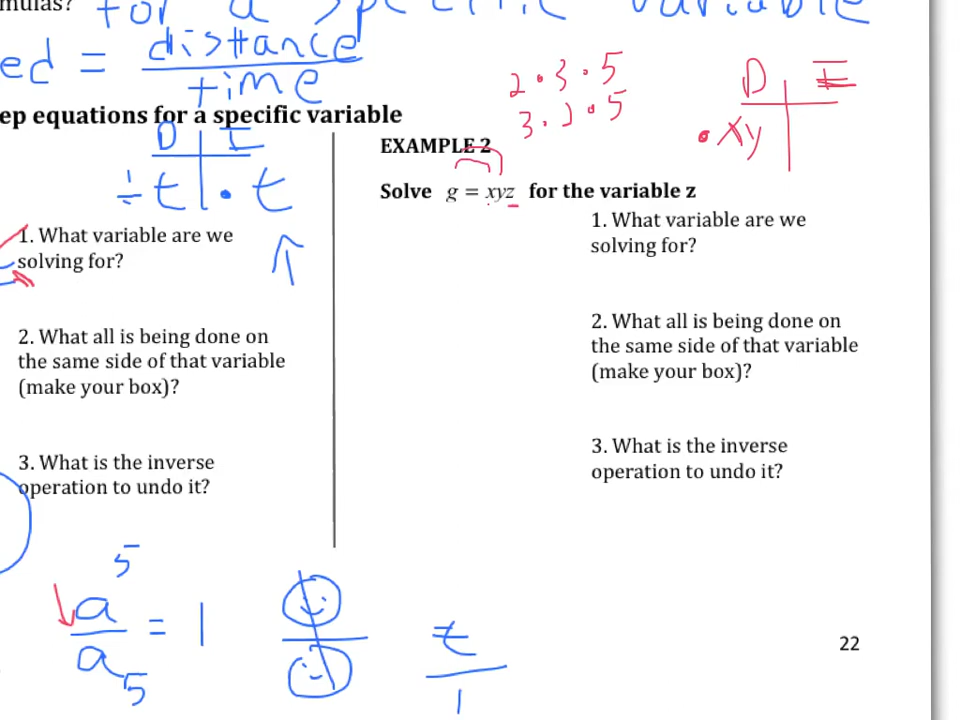 mulas? for a specific variable
ed = distance
time
2 · 3 · 5
3 · 2 · 5
D I
· xy
ep equations for a specific variable
D I
÷ t · t
EXAMPLE 2
Solve g = xyz for the variable z
1. What variable are we
solving for?
2. What all is being done on
the same side of that variable
(make your box)?
3. What is the inverse
operation to undo it?
1. What variable are we
solving for?
2. What all is being done on
the same side of that variable
(make your box)?
3. What is the inverse
operation to undo it?
5
a
= 1
a
5
t
1
22